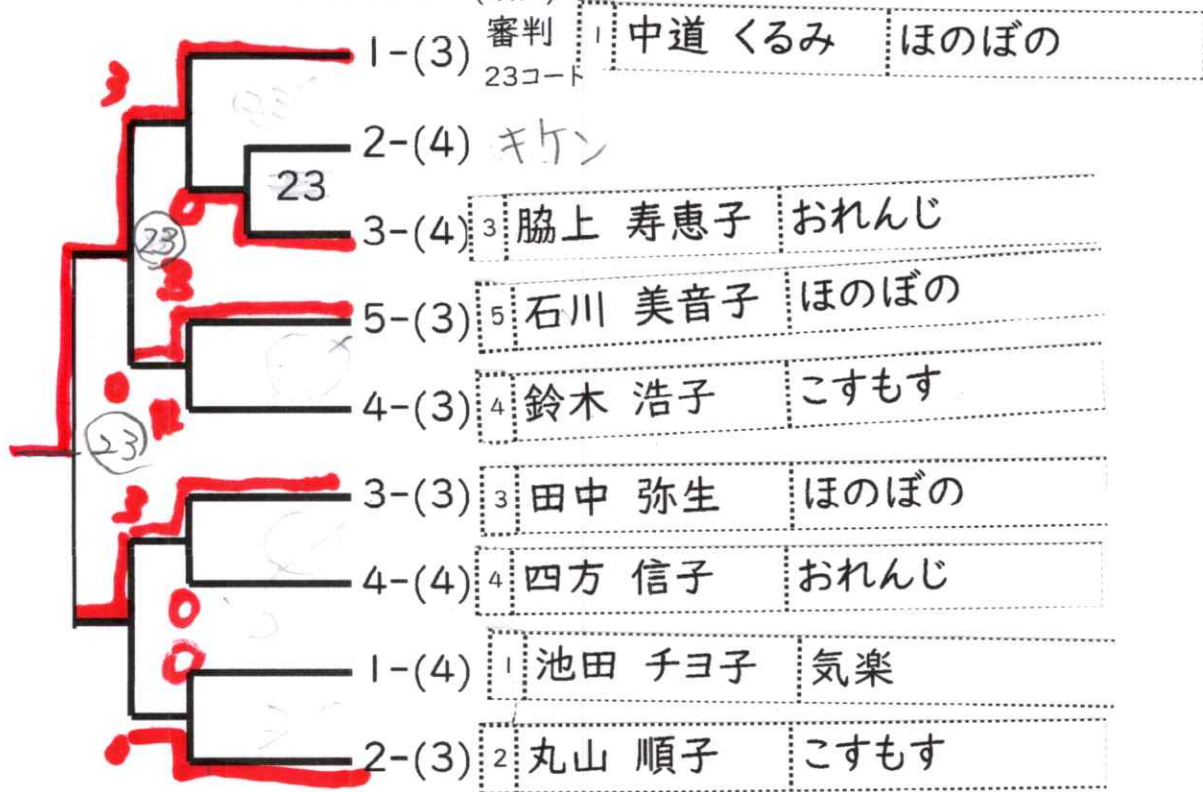 1-(3) 審判 1 中道 くるみ ほのぼの
23コート
2-(4) キケン
23
3-(4) 3 脇上 寿恵子 おれんじ
3
0
23
5-(3) 5 石川 美音子 ほのぼの
4-(3) 4 鈴木 浩子 こすもす
0
23
3-(3) 3 田中 弥生 ほのぼの
3
4-(4) 4 四方 信子 おれんじ
0
0
1-(4) 1 池田 チヨ子 気楽
2-(3) 2 丸山 順子 こすもす